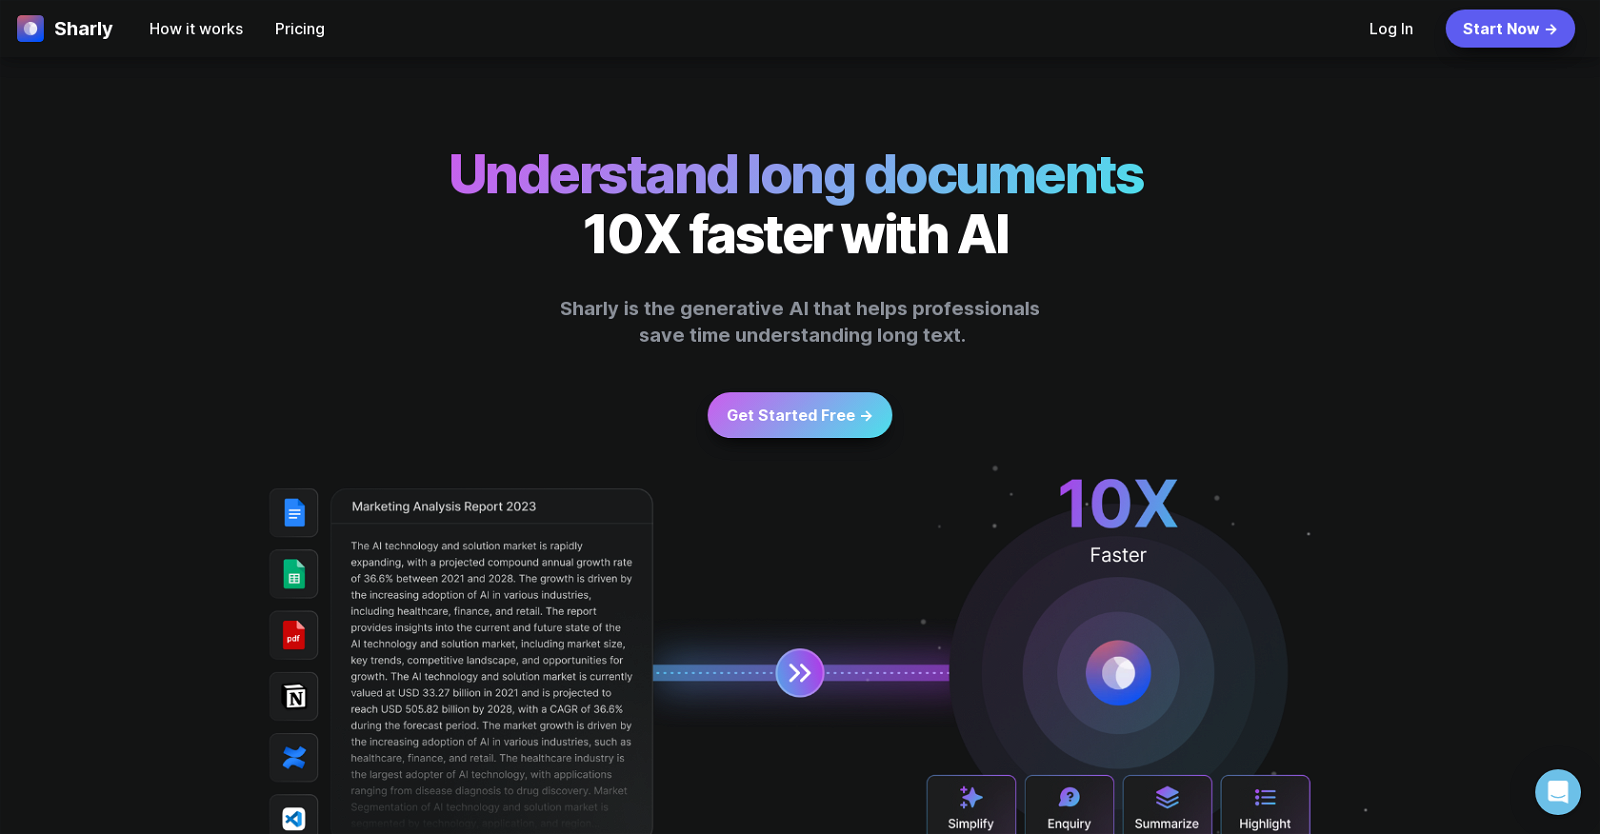 Sharly
How it works
Pricing
Log In
Start Now →
Understand long documents
10X faster with AI
Sharly is the generative AI that helps professionals
save time understanding long text.
Get Started Free →
Marketing Analysis Report 2023
The AI technology and solution market is rapidly
expanding, with a projected compound annual growth rate
of 36.6% between 2021 and 2028. The growth is driven by
the increasing adoption of AI in various industries,
including healthcare, finance, and retail. The report
provides insights into the current and future state of the
AI technology and solution market, including market size,
key trends, competitive landscape, and opportunities for
growth. The AI technology and solution market is currently
valued at USD 33.27 billion in 2021 and is projected to
reach USD 505.82 billion by 2028, with a CAGR of 36.6%
during the forecast period. The market growth is driven by
the increasing adoption of AI in various industries, such as
healthcare, finance, and retail. The healthcare industry is
the largest adopter of AI technology, with applications
ranging from disease diagnosis to drug discovery. Market
Segmentation of AI technology and solution market is
segmented by technology, application, and region
pdf
10X
Faster
Simplify
Enquiry
Summarize
Highlight